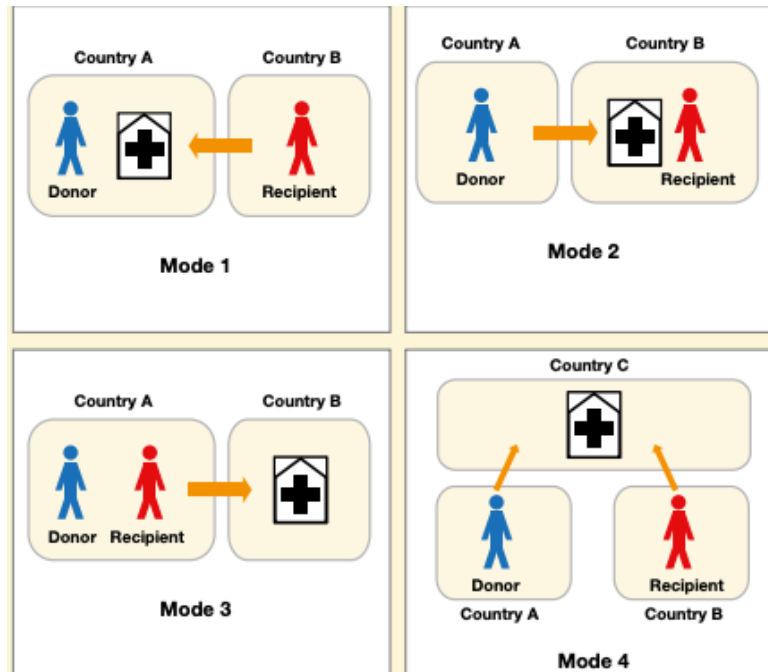 Country A
Country B
Donor
Recipient
Mode 1
Country A
Country B
Donor
Recipient
Mode 2
Country A
Country B
Donor
Recipient
Mode 3
Country C
Donor
Recipient
Country A
Country B
Mode 4